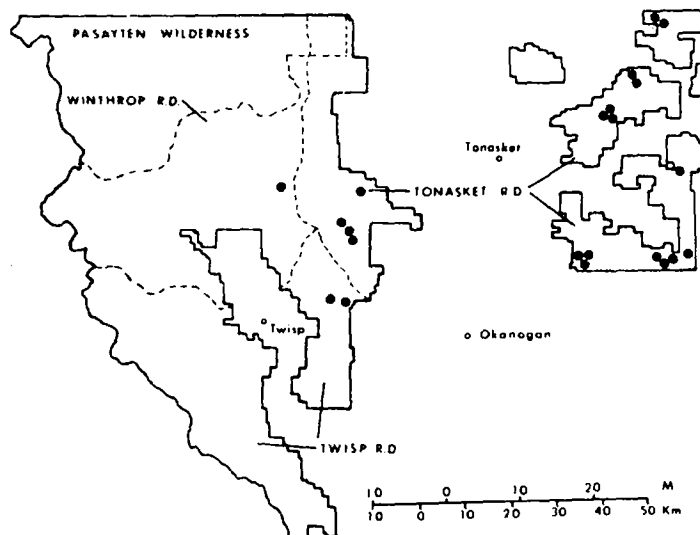 PASAYTEN WILDERNESS
WINTHROP R.D.
Tonasket
TONASKET R.D.
Twisp
Okanogan
TWISP R.D
10 0 10 20 M
10 0 10 20 30 40 50 Km